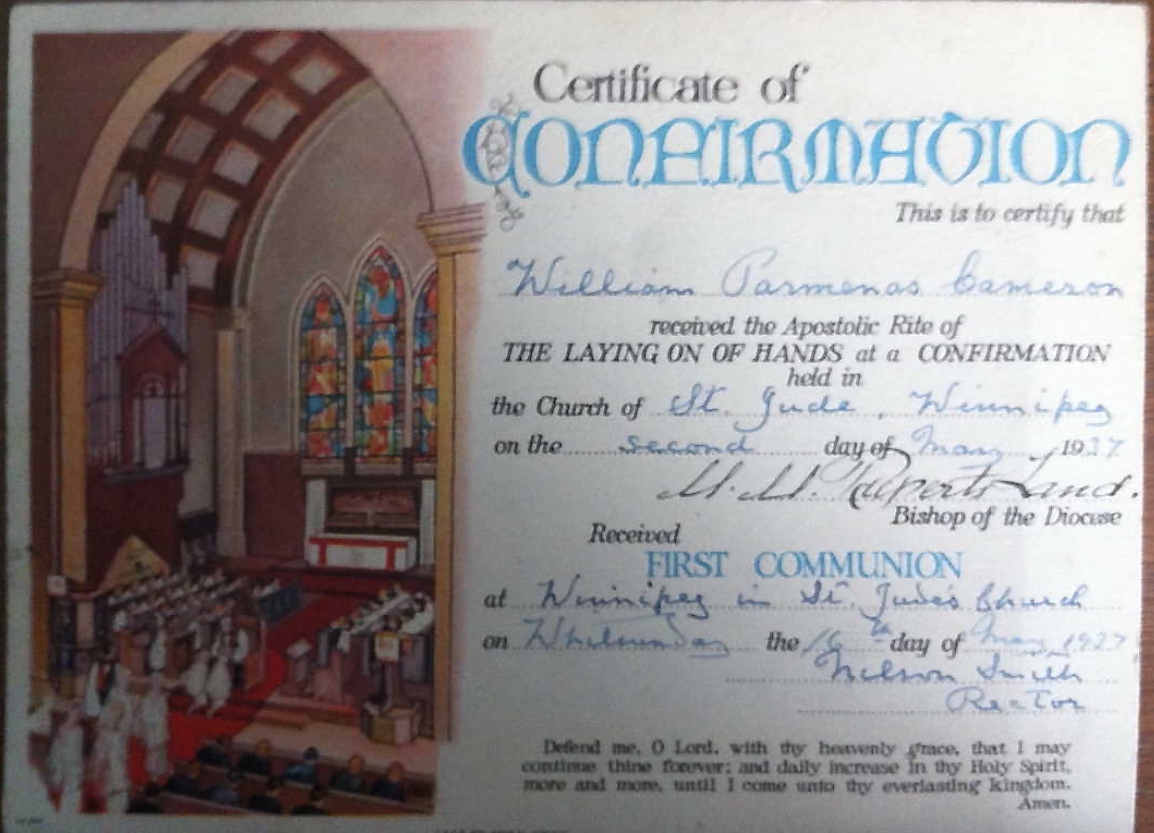 Certificate of
CONFIRMATION
This is to certify that
William Parmenas Cameron
received the Apostolic Rite of
THE LAYING ON OF HANDS at a CONFIRMATION
held in
the Church of St. Jude, Winnipeg
on the second day of May, 1937
M. M. Rupert's Land.
Bishop of the Diocese
Received
FIRST COMMUNION
at Winnipeg in St. Jude's Church
on Whitsunday the 16th day of May 1937
Nelson Smith
Rector
Defend me, O Lord, with thy heavenly grace, that I may
continue thine forever; and daily increase in thy Holy Spirit,
more and more, until I come unto thy everlasting kingdom.
Amen.